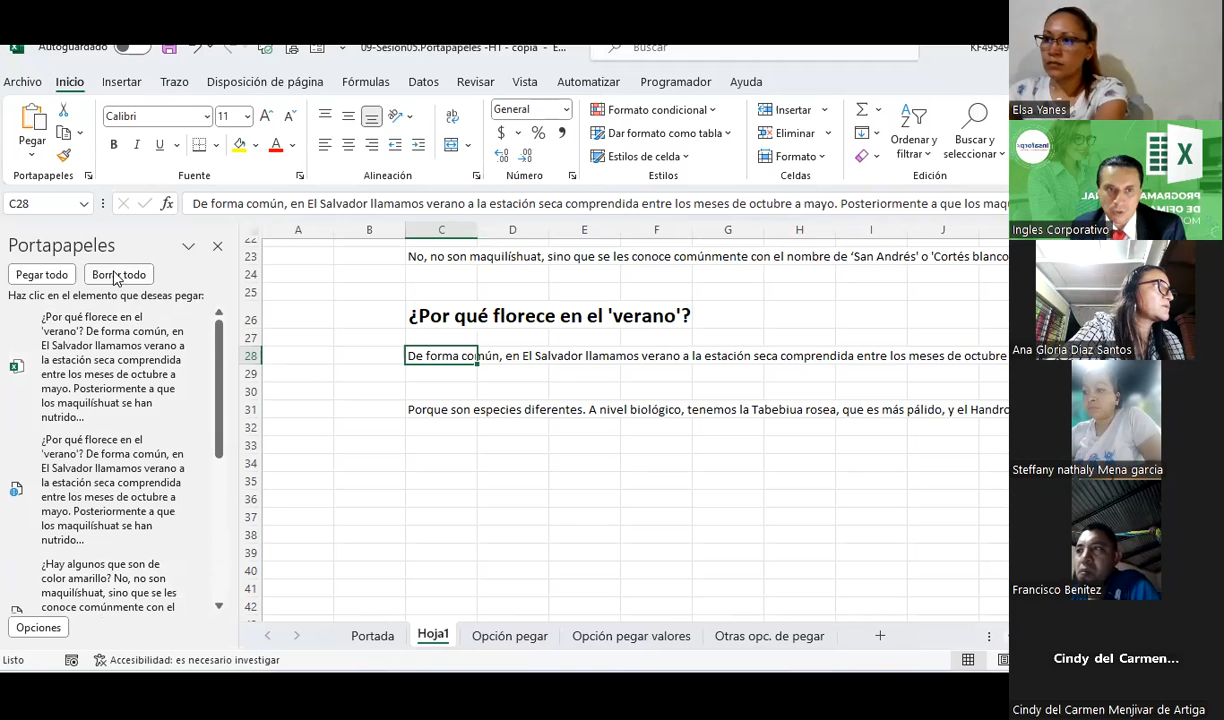 Autoguardado
09-Sesion05.Portapapeles -HT - copia - E...
Buscar
KF49549
Archivo Inicio Insertar Trazo Disposición de página Fórmulas Datos Revisar Vista Automatizar Programador Ayuda
Pegar
Portapapeles
Calibri 11
N K S
Fuente
Alineación
General
$ %
Número
Formato condicional
Dar formato como tabla
Estilos de celda
Estilos
Insertar
Eliminar
Formato
Celdas
Ordenar y filtrar
Buscar y seleccionar
Edición
C28
fx
De forma común, en El Salvador llamamos verano a la estación seca comprendida entre los meses de octubre a mayo. Posteriormente a que los maq
Portapapeles
Pegar todo
Borrar todo
Haz clic en el elemento que deseas pegar:
¿Por qué florece en el
'verano'? De forma común, en
El Salvador llamamos verano a
la estación seca comprendida
entre los meses de octubre a
mayo. Posteriormente a que
los maquilíshuat se han
nutrido...
¿Por qué florece en el
'verano'? De forma común, en
El Salvador llamamos verano a
la estación seca comprendida
entre los meses de octubre a
mayo. Posteriormente a que
los maquilíshuat se han
nutrido...
¿Hay algunos que son de
color amarillo? No, no son
maquilíshuat, sino que se les
conoce comúnmente con el
Opciones
A B C D E F G H I J
22
23 No, no son maquilíshuat, sino que se les conoce comúnmente con el nombre de ‘San Andrés' o 'Cortés blanco
24
25
26 ¿Por qué florece en el 'verano'?
27
28 De forma común, en El Salvador llamamos verano a la estación seca comprendida entre los meses de octubre
29
30
31 Porque son especies diferentes. A nivel biológico, tenemos la Tabebiua rosea, que es más pálido, y el Handro
32
33
34
35
36
37
38
39
40
41
42
Portada Hoja1 Opción pegar Opción pegar valores Otras opc. de pegar
Listo
Accesibilidad: es necesario investigar
Elsa Yanes
Insaforp
X
PROGRAMA
DE OFIMA
Ingles Corporativo
Ana Gloria Diaz Santos
Steffany nathaly Mena garcia
Francisco Benitez
Cindy del Carmen...
Cindy del Carmen Menjivar de Artiga